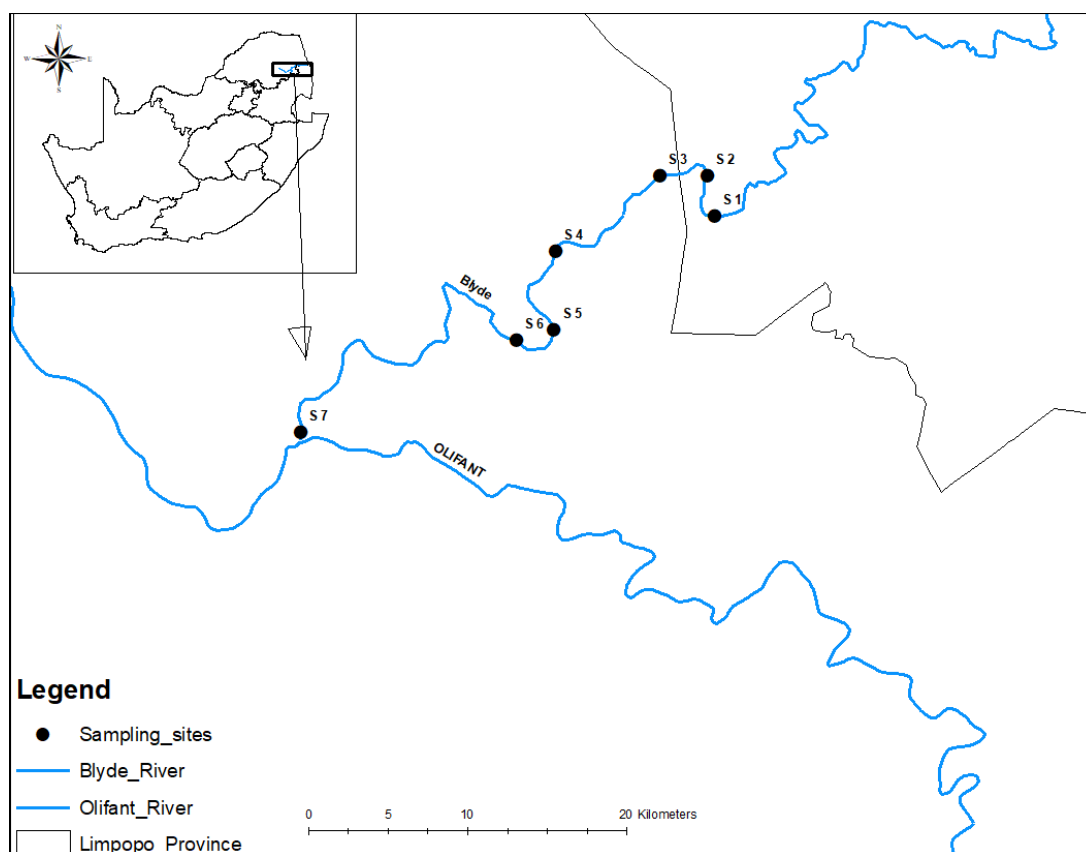 N
W E
S
S 3
S 2
S 1
S 4
Blyde
S 5
S 6
S 7
OLIFANT
Legend
Sampling_sites
Blyde_River
Olifant_River
Limpopo_Province
0 5 10 20 Kilometers